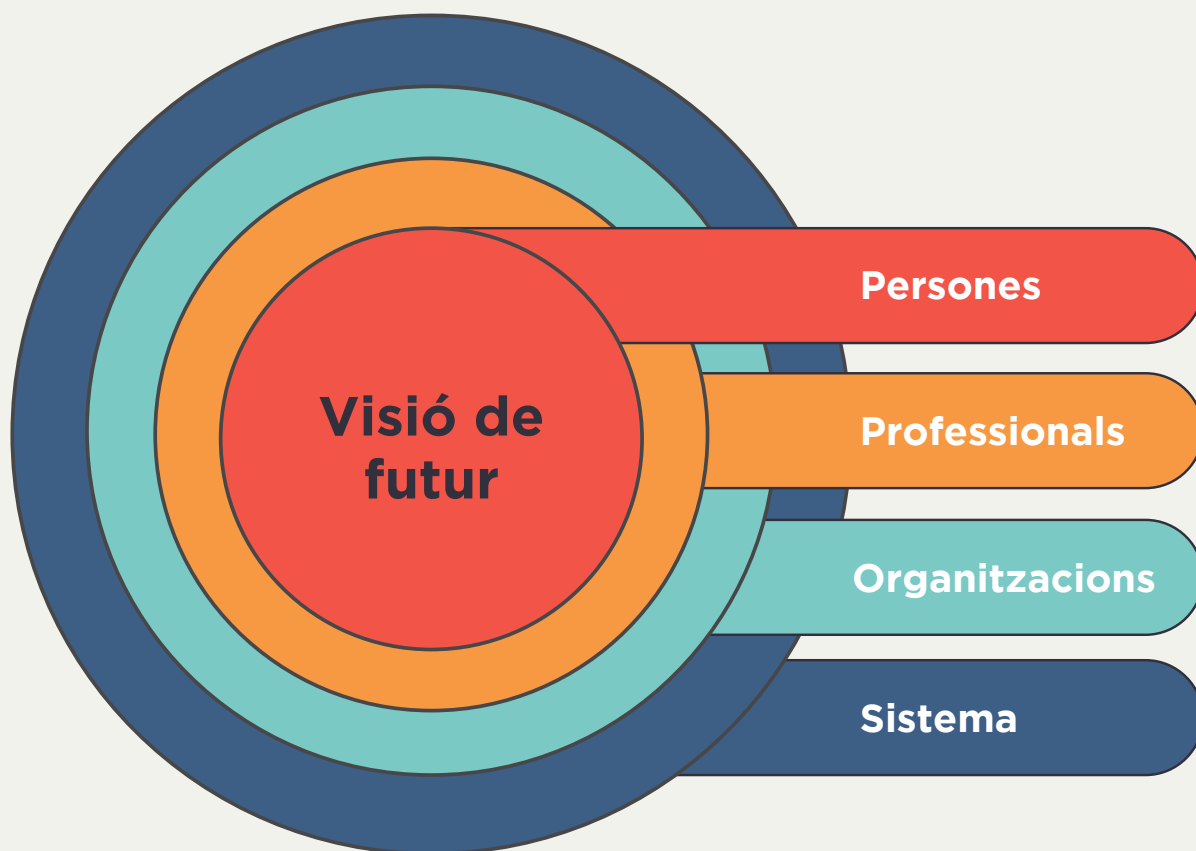 Visió de
futur
Persones
Professionals
Organitzacions
Sistema